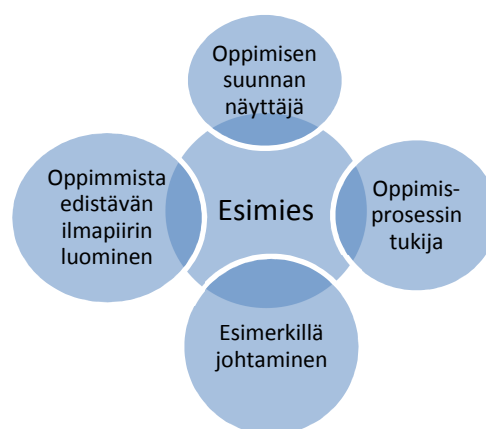 Oppimisen
suunnan
näyttäjä
Oppimmista
edistävän
ilmapiirin
luominen
Esimies
Oppimis-
prosessin
tukija
Esimerkillä
johtaminen